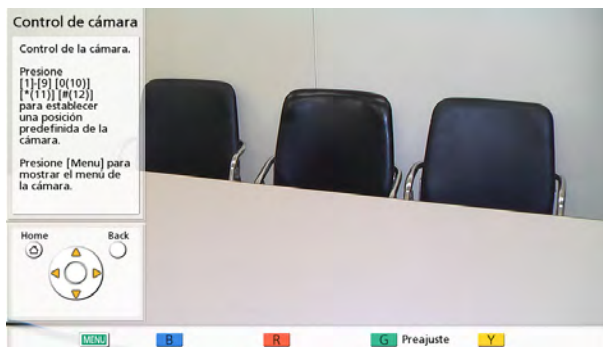 Control de cámara
Control de la cámara.
Presione
[1]-[9] [0(10)]
[*(11)] [#(12)]
para establecer
una posición
predefinida de la
cámara.
Presione [Menu] para
mostrar el menú de
la cámara.
Home Back
MENU B R G Preajuste Y